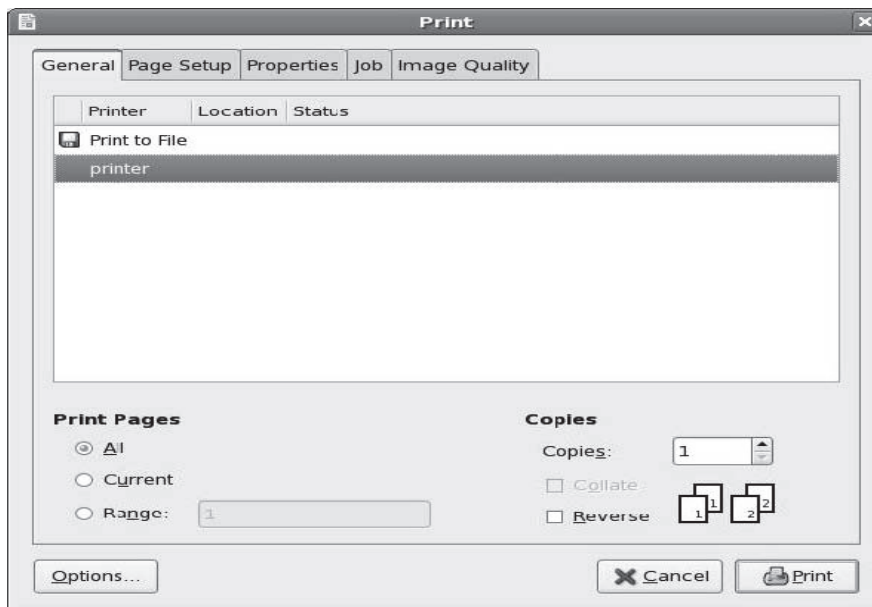 Print
General Page Setup Properties Job Image Quality
Printer Location Status
Print to File
printer
Print Pages
All
Current
Range: 1
Copies
Copies: 1
Collate
Reverse
1 1 2 2
Options...
Cancel
Print